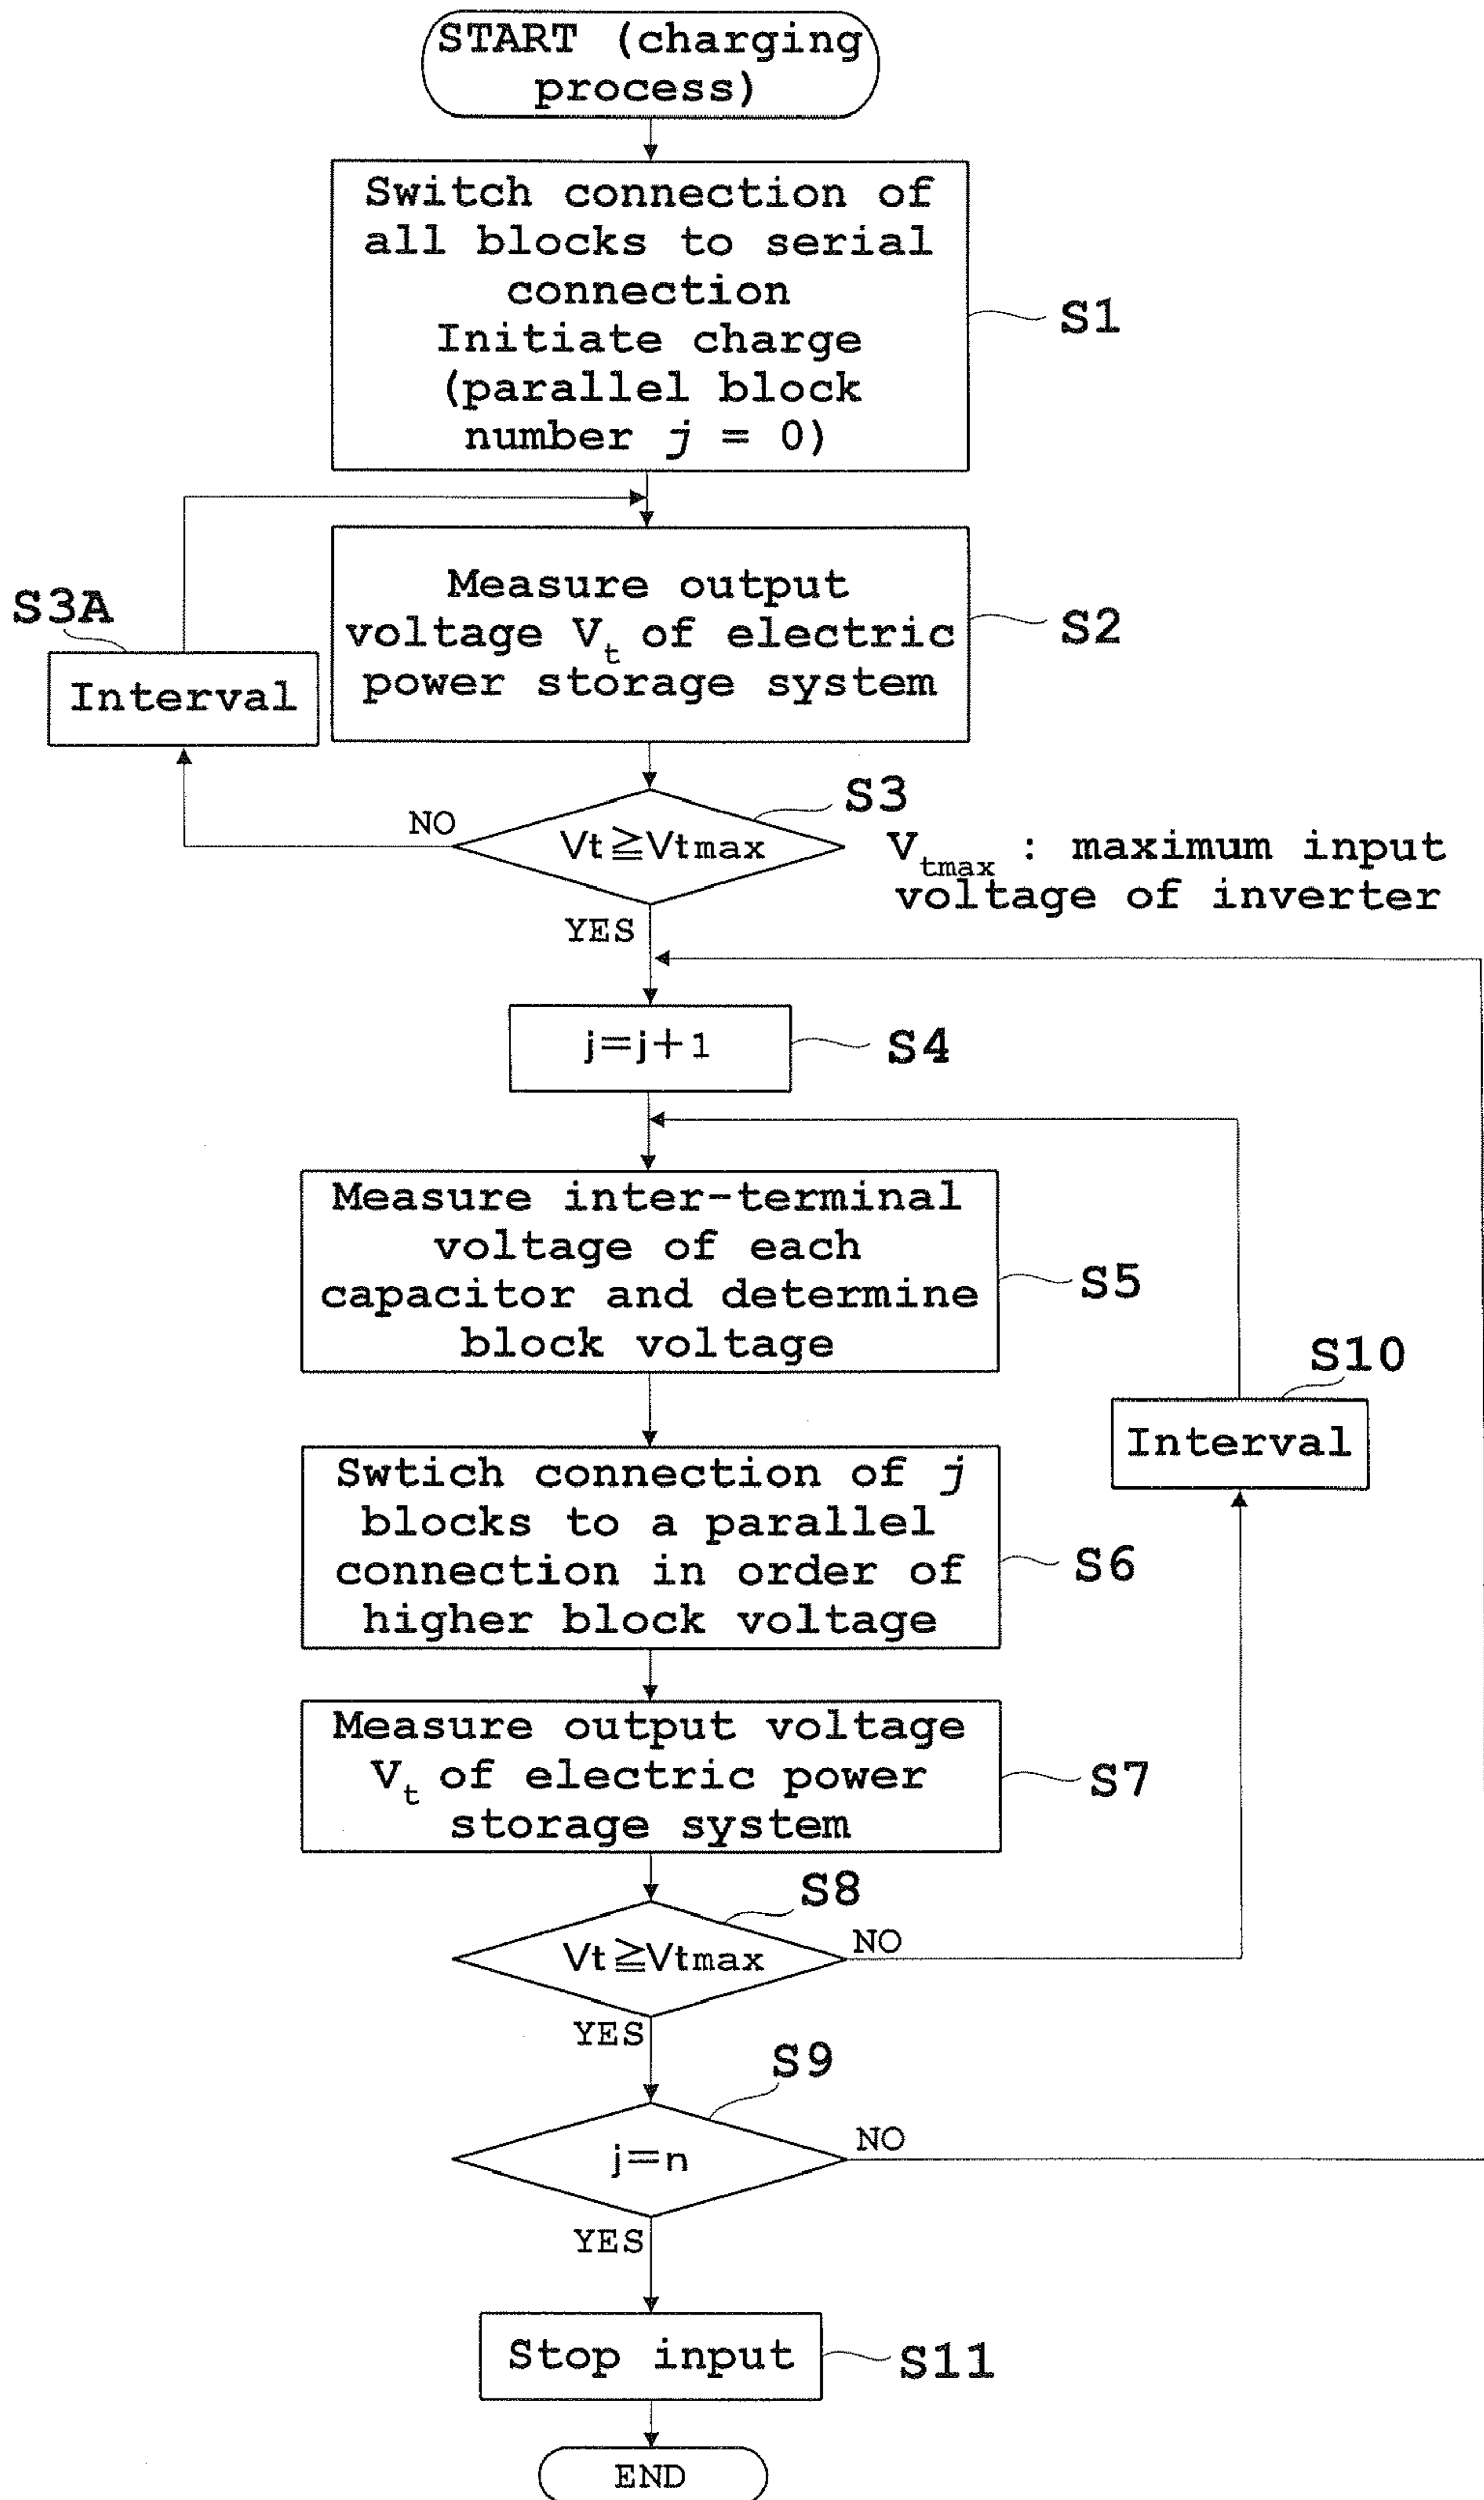 START (charging
process)
Switch connection of
all blocks to serial
connection
Initiate charge
(parallel block
number j = 0)
S1
Measure output
voltage Vt of electric
power storage system
S2
S3A
Interval
S3
NO
Vt≧Vtmax
Vtmax : maximum input
voltage of inverter
YES
j=j+1
S4
Measure inter-terminal
voltage of each
capacitor and determine
block voltage
S5
S10
Interval
Swtich connection of j
blocks to a parallel
connection in order of
higher block voltage
S6
Measure output voltage
Vt of electric power
storage system
S7
S8
Vt≧Vtmax
NO
YES
S9
j=n
NO
YES
Stop input
S11
END